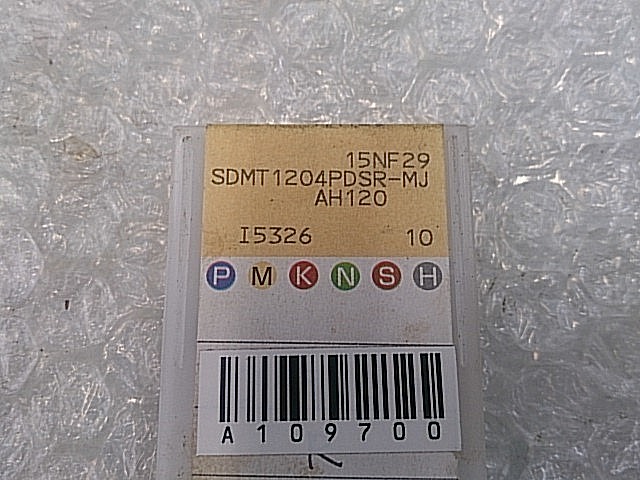 15NF29
SDMT1204PDSR-MJ
AH120
I5326 10
P M K N S H
A109700